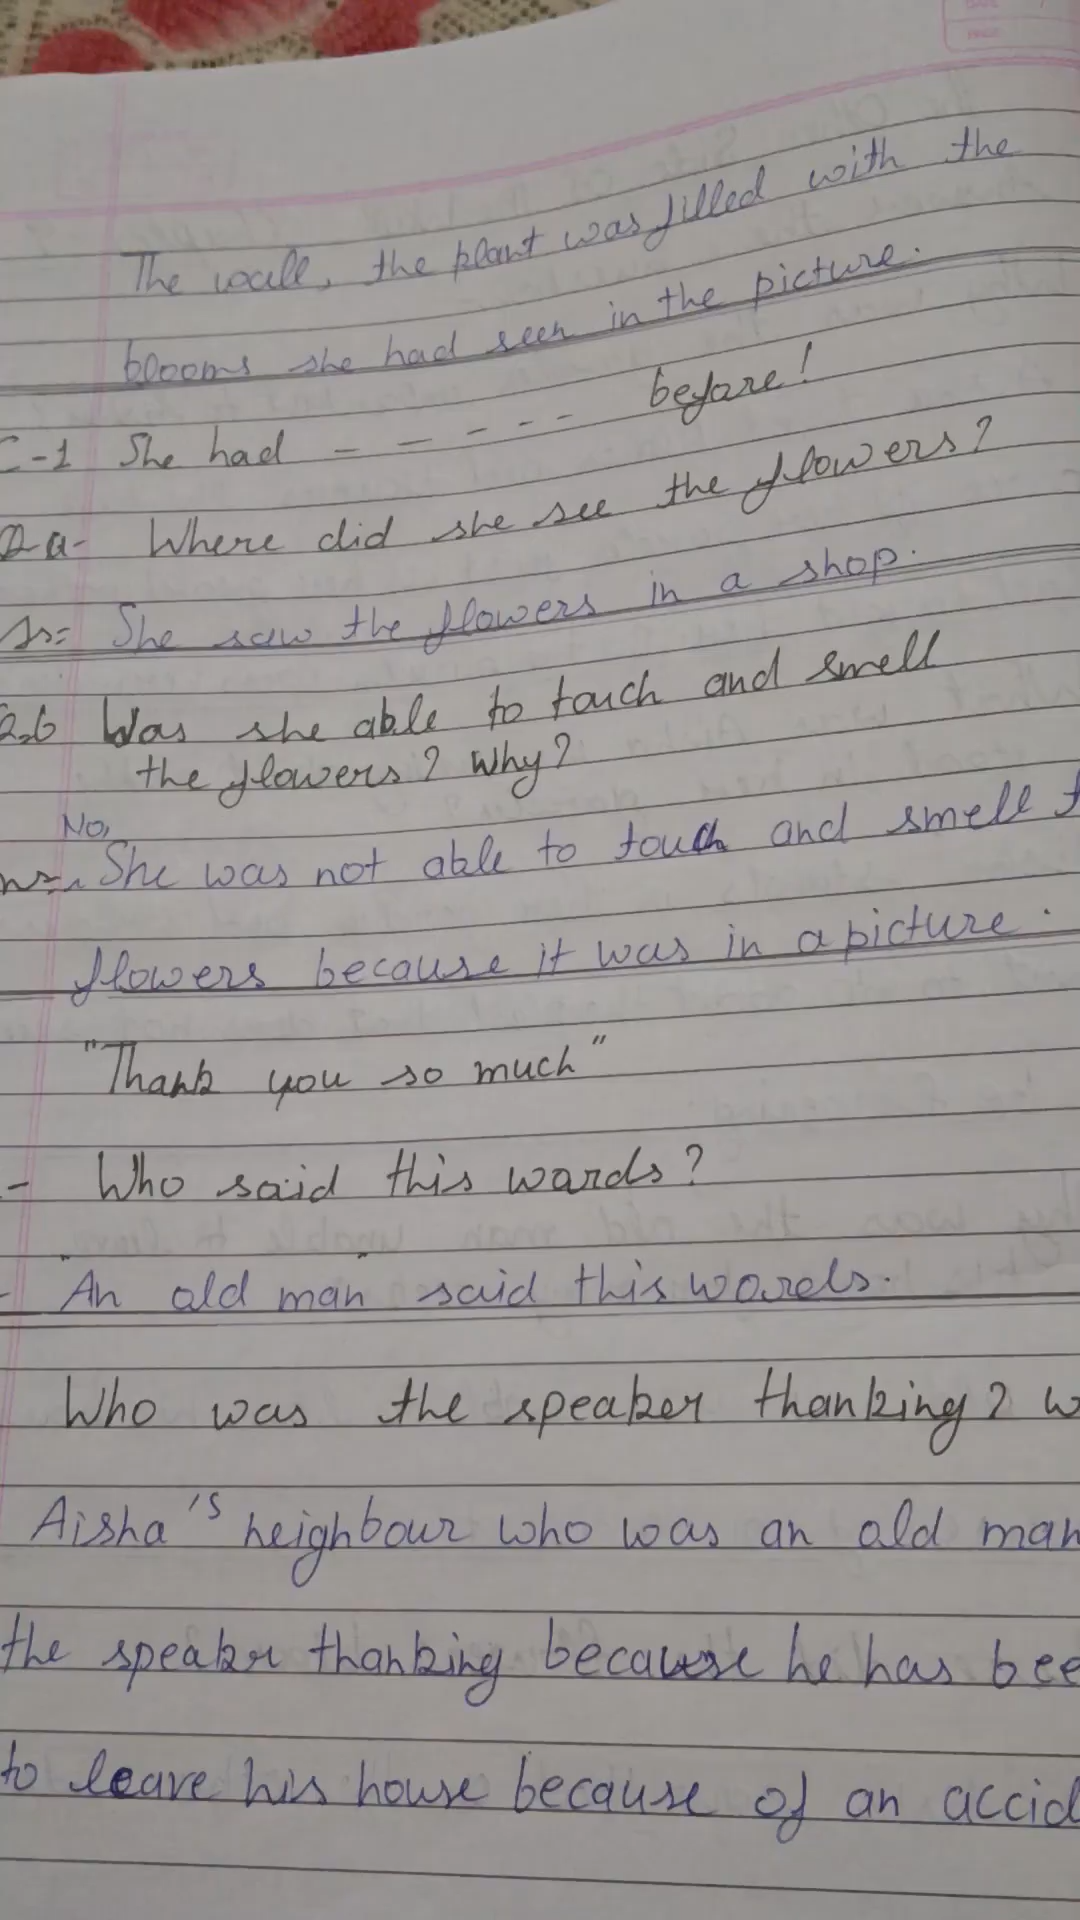 The wall, the plant was filled with the
blooms she had seen in the picture.
C-1 She had - - - - - - before!
Q-a- Where did she see the flowers?
Ans= She saw the flowers in a shop.
Q.b Was she able to touch and smell
the flowers? Why?
No,
Ans= She was not able to touch and smell
flowers because it was in a picture.
"Thank you so much"
- Who said this words?
- "An old man" said this words.
Who was the speaker thanking?
Aisha's neighbour who was an old man
the speaker thanking because he has
to leave his house because of an